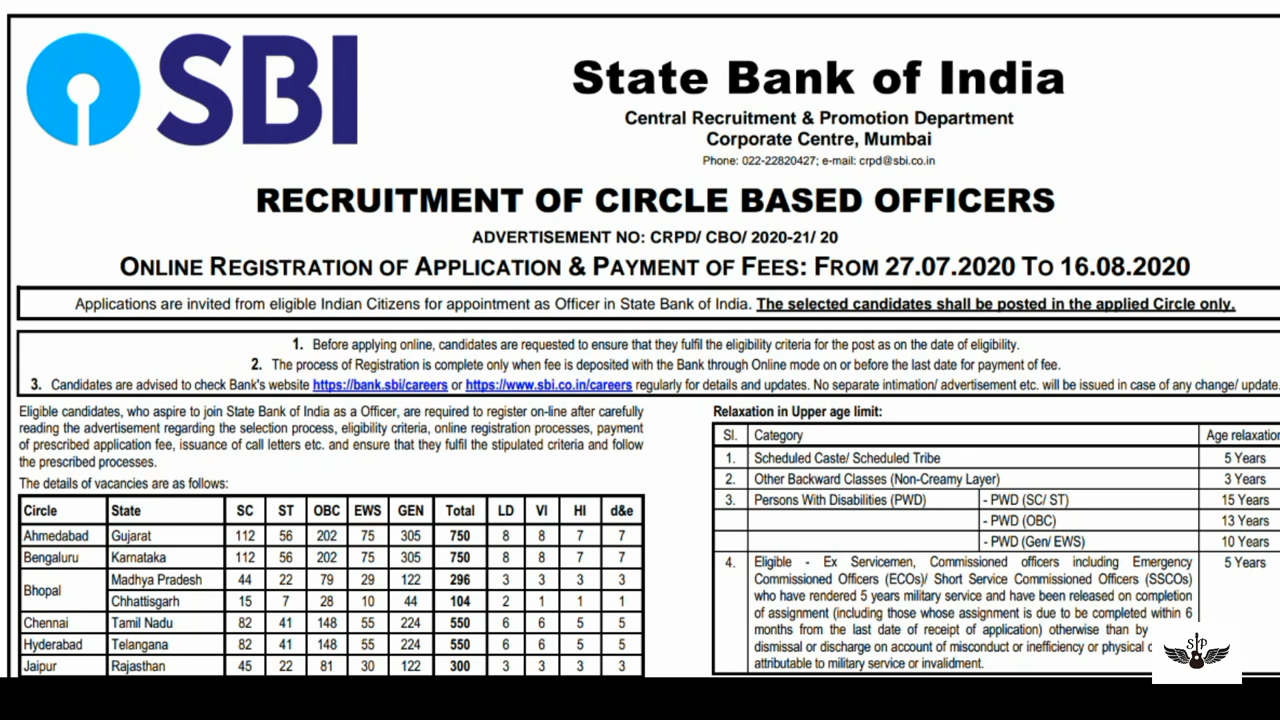 SBI
State Bank of India
Central Recruitment & Promotion Department
Corporate Centre, Mumbai
Phone: 022-22820427; e-mail: crpd@sbi.co.in
RECRUITMENT OF CIRCLE BASED OFFICERS
ADVERTISEMENT NO: CRPD/ CBO/ 2020-21/ 20
ONLINE REGISTRATION OF APPLICATION & PAYMENT OF FEES: FROM 27.07.2020 TO 16.08.2020
Applications are invited from eligible Indian Citizens for appointment as Officer in State Bank of India. The selected candidates shall be posted in the applied Circle only.
1. Before applying online, candidates are requested to ensure that they fulfil the eligibility criteria for the post as on the date of eligibility.
2. The process of Registration is complete only when fee is deposited with the Bank through Online mode on or before the last date for payment of fee.
3. Candidates are advised to check Bank's website https://bank.sbi/careers or https://www.sbi.co.in/careers regularly for details and updates. No separate intimation/ advertisement etc. will be issued in case of any change/ update.
Eligible candidates, who aspire to join State Bank of India as a Officer, are required to register on-line after carefully
reading the advertisement regarding the selection process, eligibility criteria, online registration processes, payment
of prescribed application fee, issuance of call letters etc. and ensure that they fulfil the stipulated criteria and follow
the prescribed processes.
The details of vacancies are as follows:
Circle State SC ST OBC EWS GEN Total LD VI HI d&e
Ahmedabad Gujarat 112 56 202 75 305 750 8 8 7 7
Bengaluru Karnataka 112 56 202 75 305 750 8 8 7 7
Bhopal Madhya Pradesh 44 22 79 29 122 296 3 3 3 3
Chhattisgarh 15 7 28 10 44 104 2 1 1 1
Chennai Tamil Nadu 82 41 148 55 224 550 6 6 5 5
Hyderabad Telangana 82 41 148 55 224 550 6 6 5 5
Jaipur Rajasthan 45 22 81 30 122 300 3 3 3 3
Relaxation in Upper age limit:
Sl. Category Age relaxation
1. Scheduled Caste/ Scheduled Tribe 5 Years
2. Other Backward Classes (Non-Creamy Layer) 3 Years
3. Persons With Disabilities (PWD) - PWD (SC/ ST) 15 Years
- PWD (OBC) 13 Years
- PWD (Gen/ EWS) 10 Years
4. Eligible - Ex Servicemen, Commissioned officers including Emergency 5 Years
Commissioned Officers (ECOs)/ Short Service Commissioned Officers (SSCOs)
who have rendered 5 years military service and have been released on completion
of assignment (including those whose assignment is due to be completed within 6
months from the last date of receipt of application) otherwise than by
dismissal or discharge on account of misconduct or inefficiency or physical
attributable to military service or invalidment.
SP